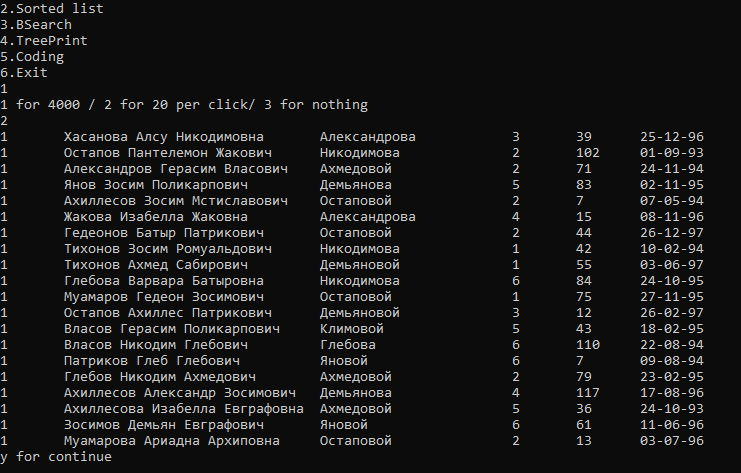 2.Sorted list
3.BSearch
4.TreePrint
5.Coding
6.Exit
1
1 for 4000 / 2 for 20 per click/ 3 for nothing
2
1 Хасанова Алсу Никодимовна Александрова 3 39 25-12-96
1 Остапов Пантелемон Жакович Никодимова 2 102 01-09-93
1 Александров Герасим Власович Ахмедовой 2 71 24-11-94
1 Янов Зосим Поликарпович Демьянова 5 83 02-11-95
1 Ахиллесов Зосим Мстиславович Остаповой 2 7 07-05-94
1 Жакова Изабелла Жаковна Александрова 4 15 08-11-96
1 Гедеонов Батыр Патрикович Остаповой 2 44 26-12-97
1 Тихонов Зосим Ромуальдович Никодимова 1 42 10-02-94
1 Тихонов Ахмед Сабирович Демьяновой 1 55 03-06-97
1 Глебова Варвара Батыровна Никодимова 6 84 24-10-95
1 Муамаров Гедеон Зосимович Остаповой 1 75 27-11-95
1 Остапов Ахиллес Патрикович Демьяновой 3 12 26-02-97
1 Власов Герасим Поликарпович Климовой 5 43 18-02-95
1 Власов Никодим Глебович Глебова 6 110 22-08-94
1 Патриков Глеб Глебович Яновой 6 7 09-08-94
1 Глебов Никодим Ахмедович Ахмедовой 2 79 23-02-95
1 Ахиллесов Александр Зосимович Демьянова 4 117 17-08-96
1 Ахиллесова Изабелла Евграфовна Ахмедовой 5 36 24-10-93
1 Зосимов Демьян Евграфович Яновой 6 61 11-06-96
1 Муамарова Ариадна Архиповна Остаповой 2 13 03-07-96
y for continue